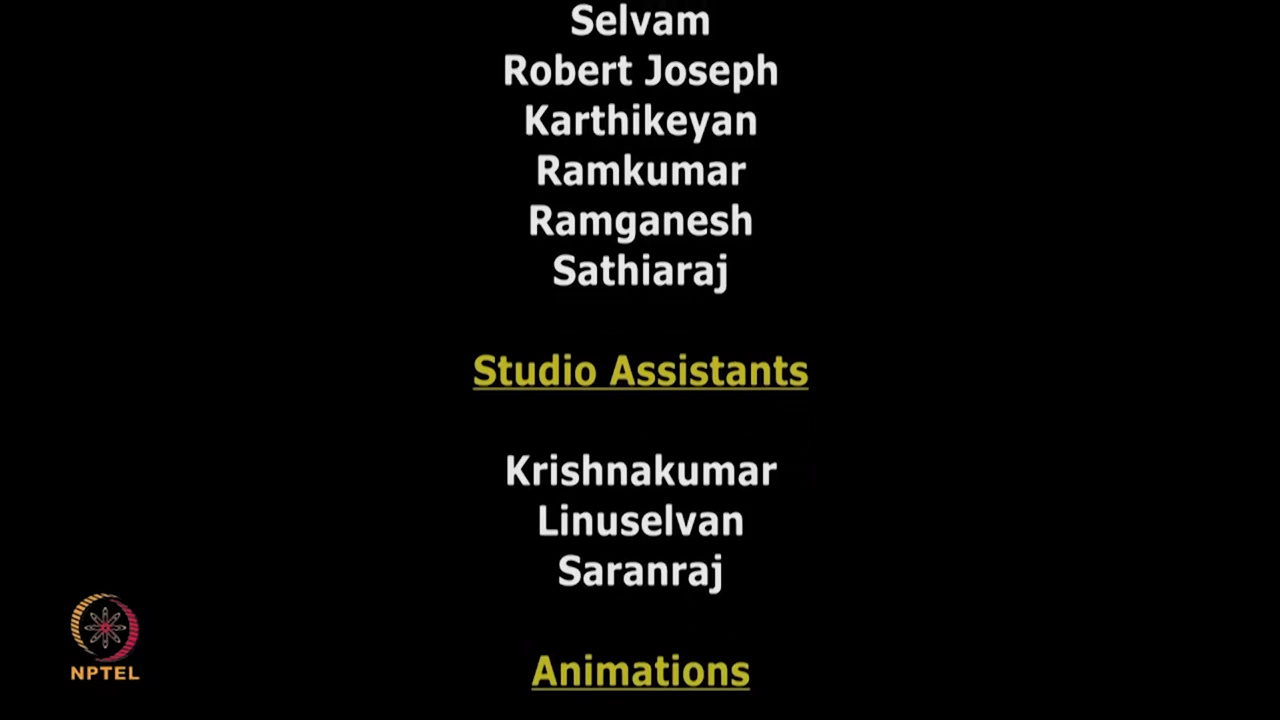 Selvam
Robert Joseph
Karthikeyan
Ramkumar
Ramganesh
Sathiaraj
Studio Assistants
Krishnakumar
Linuselvan
Saranraj
NPTEL
Animations